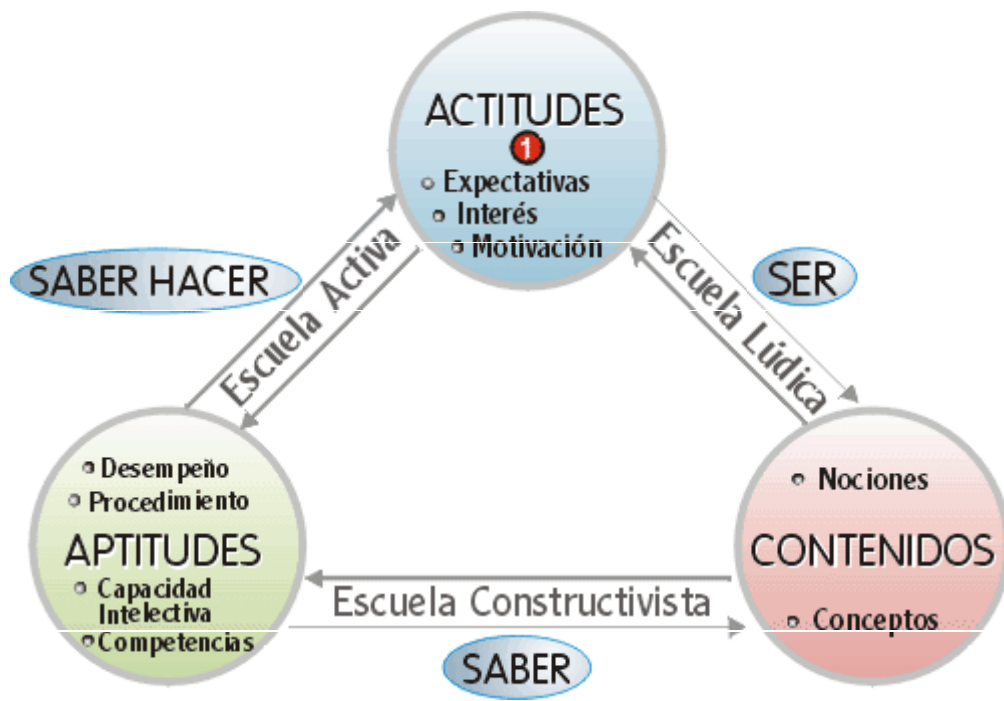 ACTITUDES
1
Expectativas
Interés
Motivación
SABER HACER
Escuela Activa
SER
Escuela Lúdica
Desempeño
Procedimiento
APTITUDES
Capacidad
Intelectiva
Competencias
Nociones
CONTENIDOS
Conceptos
Escuela Constructivista
SABER